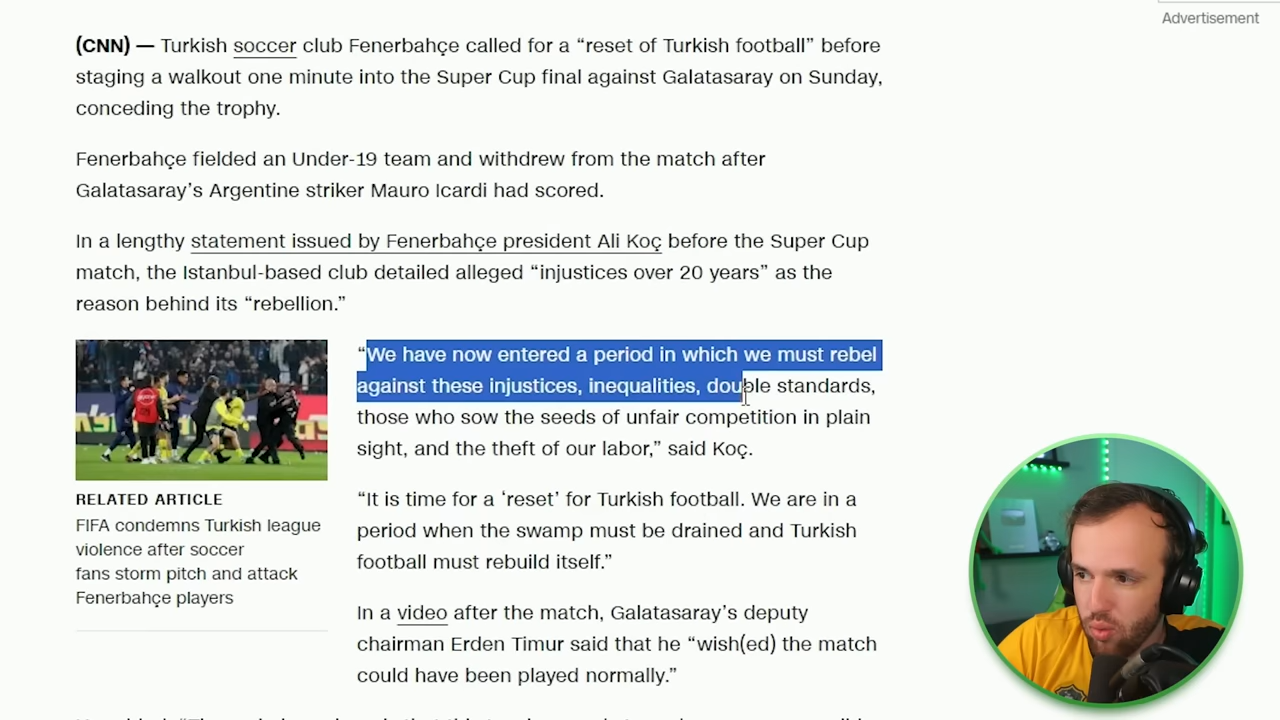 Advertisement
(CNN) — Turkish soccer club Fenerbahçe called for a “reset of Turkish football” before
staging a walkout one minute into the Super Cup final against Galatasaray on Sunday,
conceding the trophy.
Fenerbahçe fielded an Under-19 team and withdrew from the match after
Galatasaray’s Argentine striker Mauro Icardi had scored.
In a lengthy statement issued by Fenerbahçe president Ali Koç before the Super Cup
match, the Istanbul-based club detailed alleged “injustices over 20 years” as the
reason behind its “rebellion.”
“We have now entered a period in which we must rebel
against these injustices, inequalities, double standards,
those who sow the seeds of unfair competition in plain
sight, and the theft of our labor,” said Koç.
“It is time for a ‘reset’ for Turkish football. We are in a
period when the swamp must be drained and Turkish
football must rebuild itself.”
In a video after the match, Galatasaray’s deputy
chairman Erden Timur said that he “wish(ed) the match
could have been played normally.”
RELATED ARTICLE
FIFA condemns Turkish league
violence after soccer
fans storm pitch and attack
Fenerbahçe players